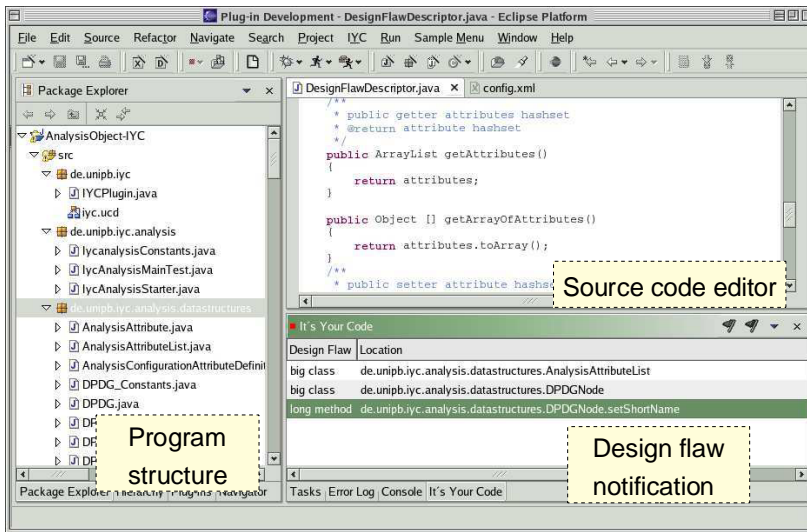 Plug-in Development - DesignFlawDescriptor.java - Eclipse Platform
File Edit Source Refactor Navigate Search Project IYC Run Sample Menu Window Help
Package Explorer
AnalysisObject-IYC
src
de.unipb.iyc
IYCPlugin.java
iyc.ucd
de.unipb.iyc.analysis
IycanalysisConstants.java
IycAnalysisMainTest.java
IycAnalysisStarter.java
de.unipb.iyc.analysis.datastructures
AnalysisAttribute.java
AnalysisAttributeList.java
AnalysisConfigurationAttributeDefinit
DPDG_Constants.java
DPDG.java
Program
structure
Package Explorer Hierarchy Plug-ins Navigator
DesignFlawDescriptor.java config.xml
/**
* public getter attributes hashset
* @return attribute hashset
*/
public ArrayList getAttributes()
{
return attributes;
}
public Object [] getArrayOfAttributes()
{
return attributes.toArray();
}
/**
* public setter attribute hashse
Source code editor
It´s Your Code
Design Flaw Location
big class de.unipb.iyc.analysis.datastructures.AnalysisAttributeList
big class de.unipb.iyc.analysis.datastructures.DPDGNode
long method de.unipb.iyc.analysis.datastructures.DPDGNode.setShortName
Design flaw
notification
Tasks Error Log Console It´s Your Code